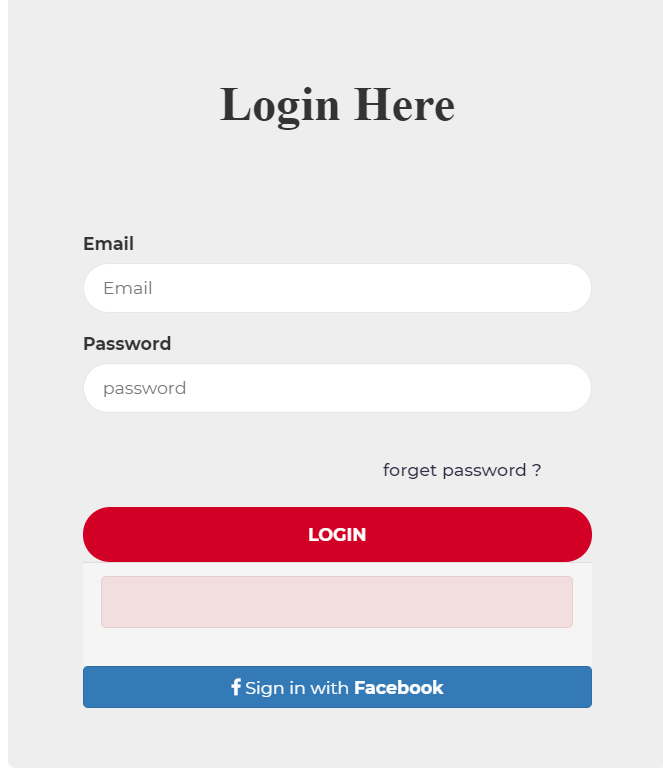 Login Here
Email
Email
Password
password
forget password ?
LOGIN
Sign in with Facebook